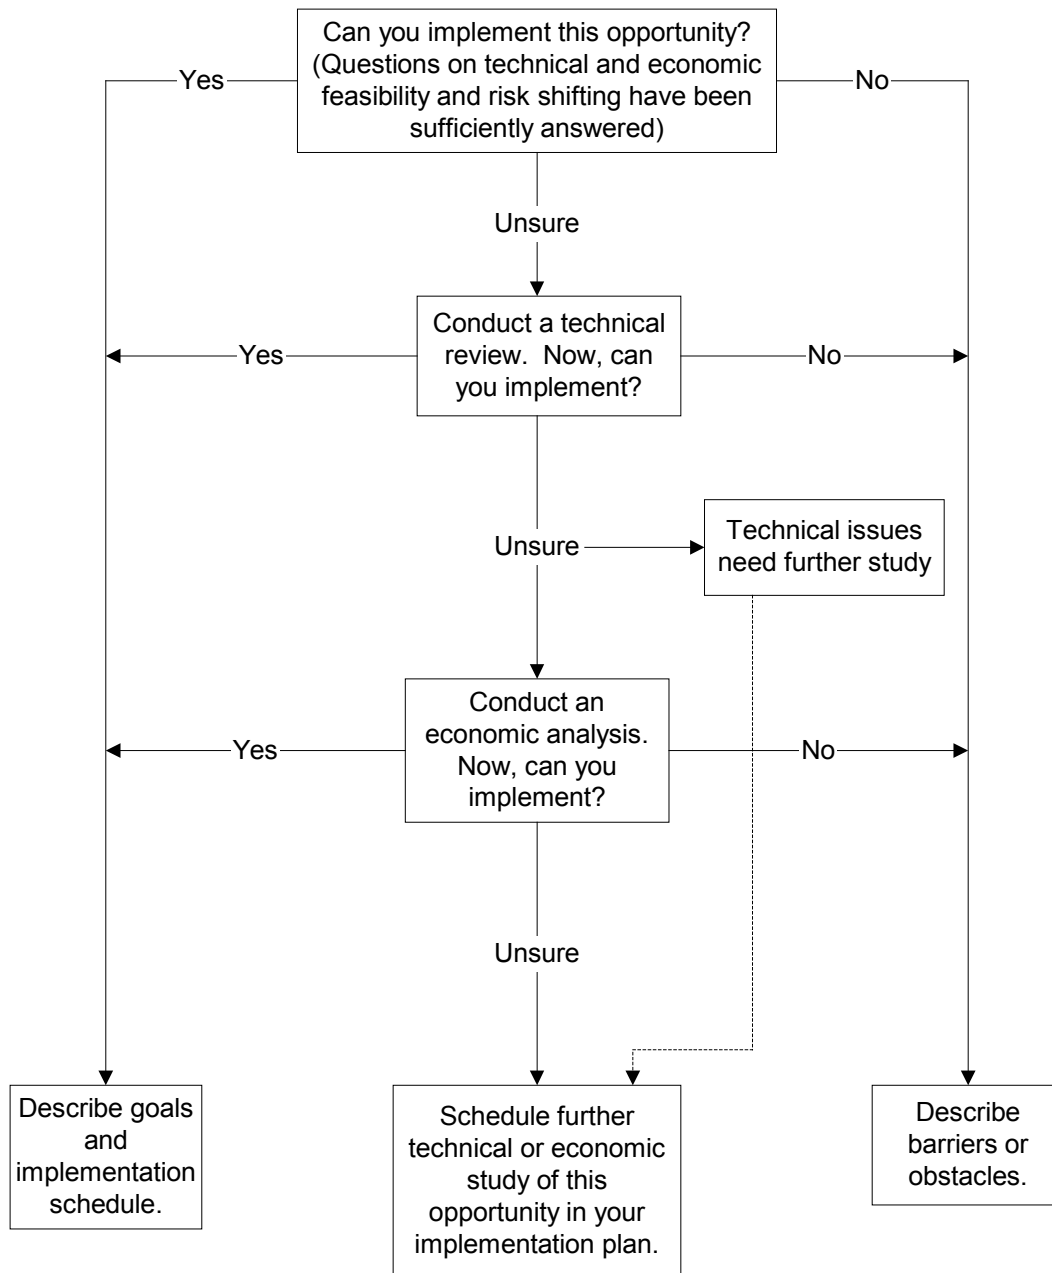 Can you implement this opportunity?
(Questions on technical and economic
feasibility and risk shifting have been
sufficiently answered)
Yes
No
Unsure
Conduct a technical
review.  Now, can
you implement?
Yes
No
Unsure
Technical issues
need further study
Conduct an
economic analysis.
Now, can you
implement?
Yes
No
Unsure
Describe goals
and
implementation
schedule.
Schedule further
technical or economic
study of this
opportunity in your
implementation plan.
Describe
barriers or
obstacles.